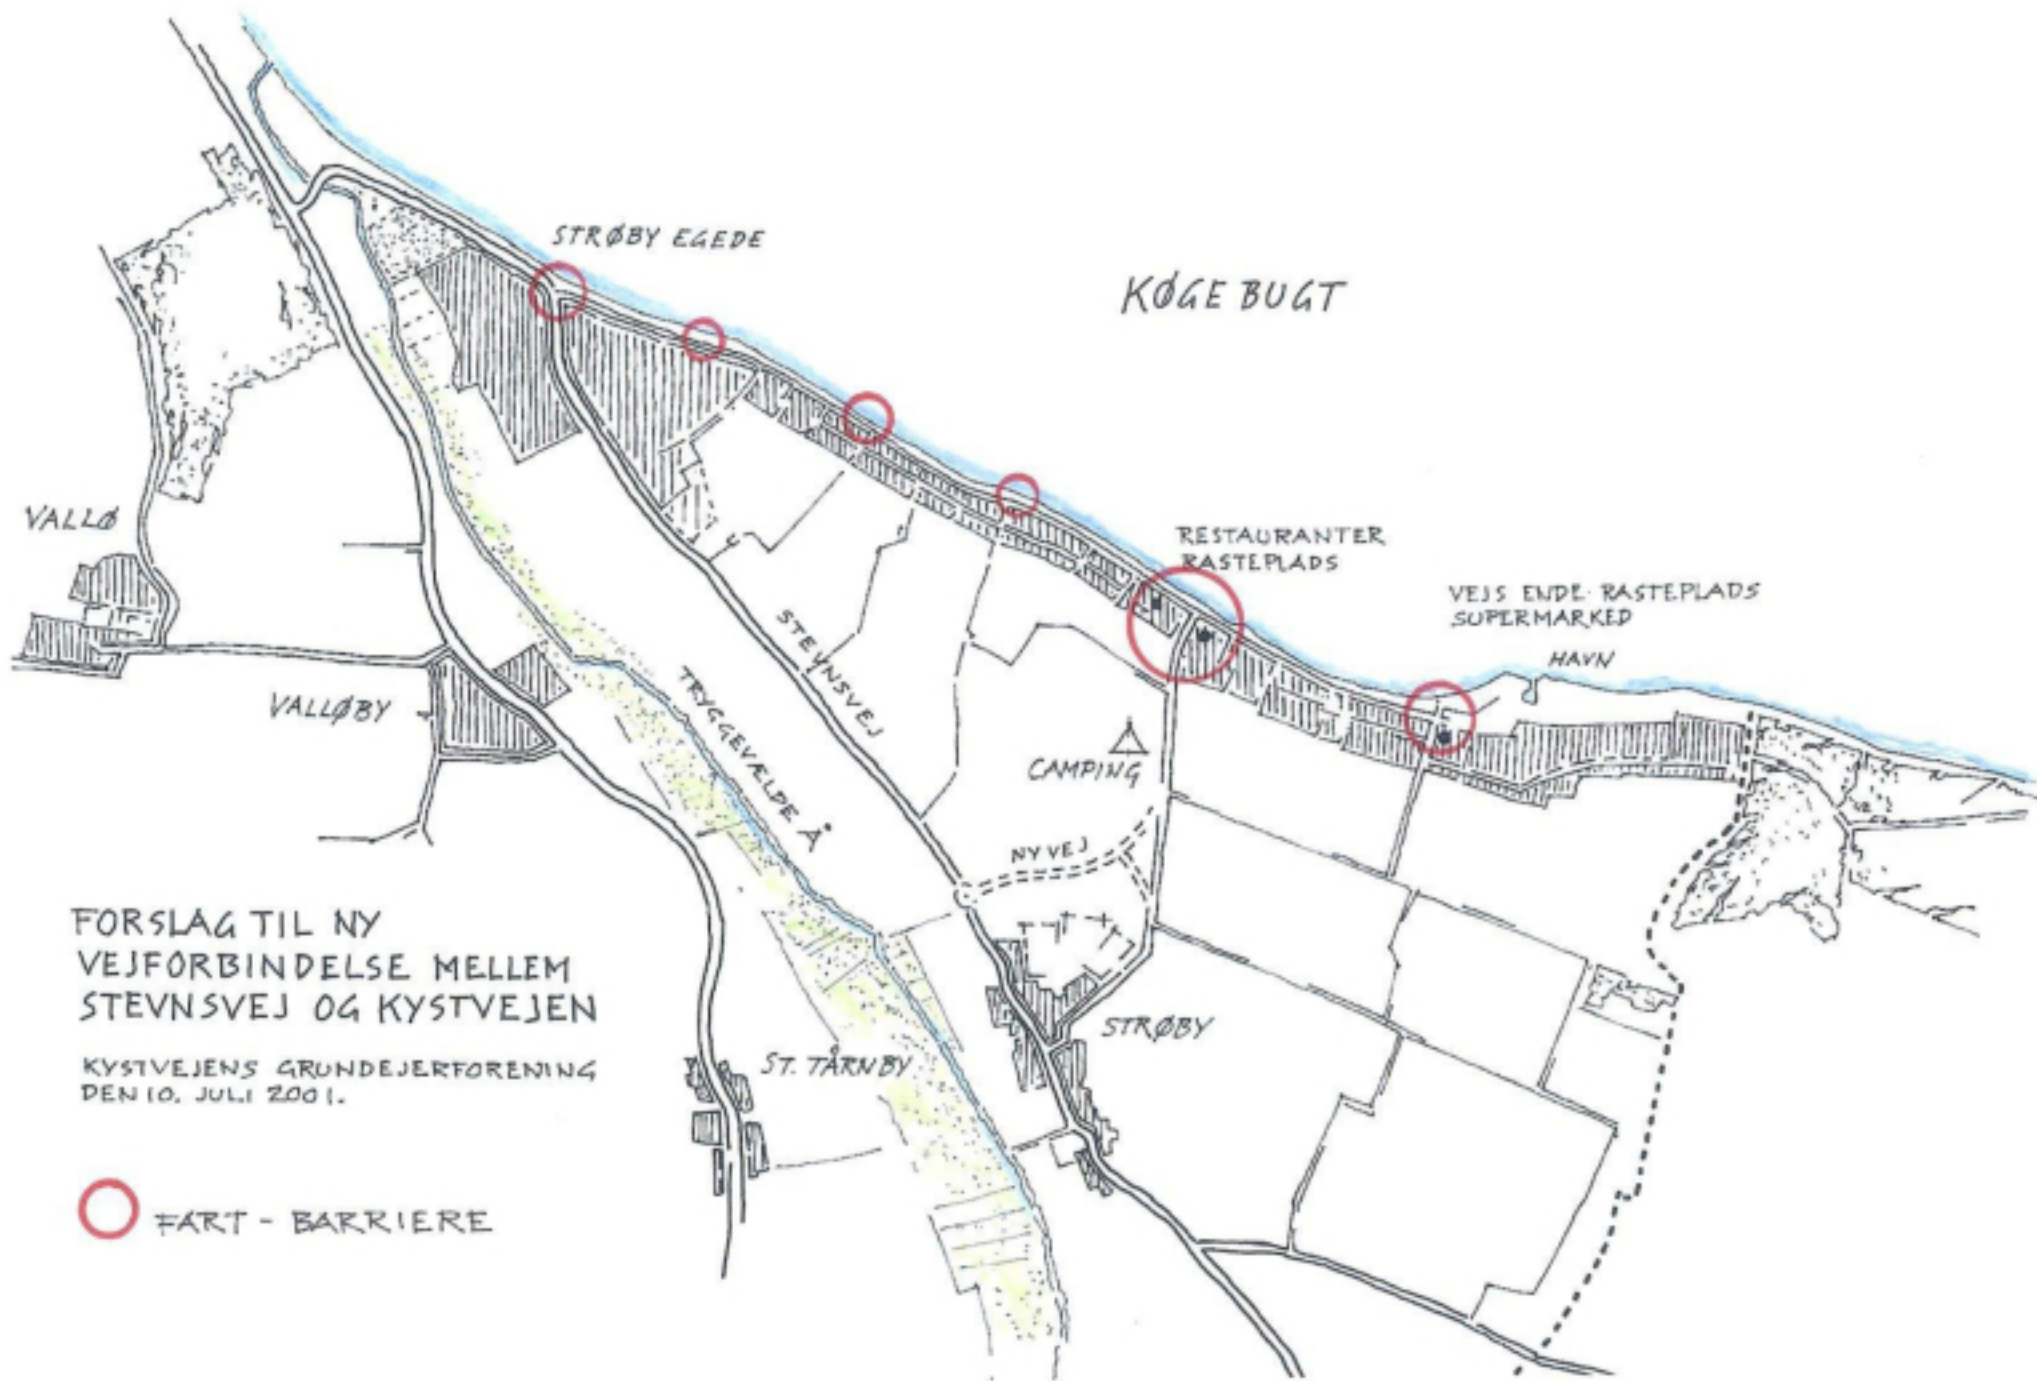 STRØBY EGEDE
KØGE BUGT
VALLØ
RESTAURANTER
RASTEPLADS
VEJS ENDE· RASTEPLADS
SUPERMARKED
HAVN
VALLØBY
TRYGGEVÆLDE Å
STEVNSVEJ
CAMPING
NY VEJ
FORSLAG TIL NY
VEJFORBINDELSE MELLEM
STEVNSVEJ OG KYSTVEJEN
KYSTVEJENS GRUNDEJERFORENING
DEN 10. JULI 2001.
ST. TÅRNBY
STRØBY
FART - BARRIERE